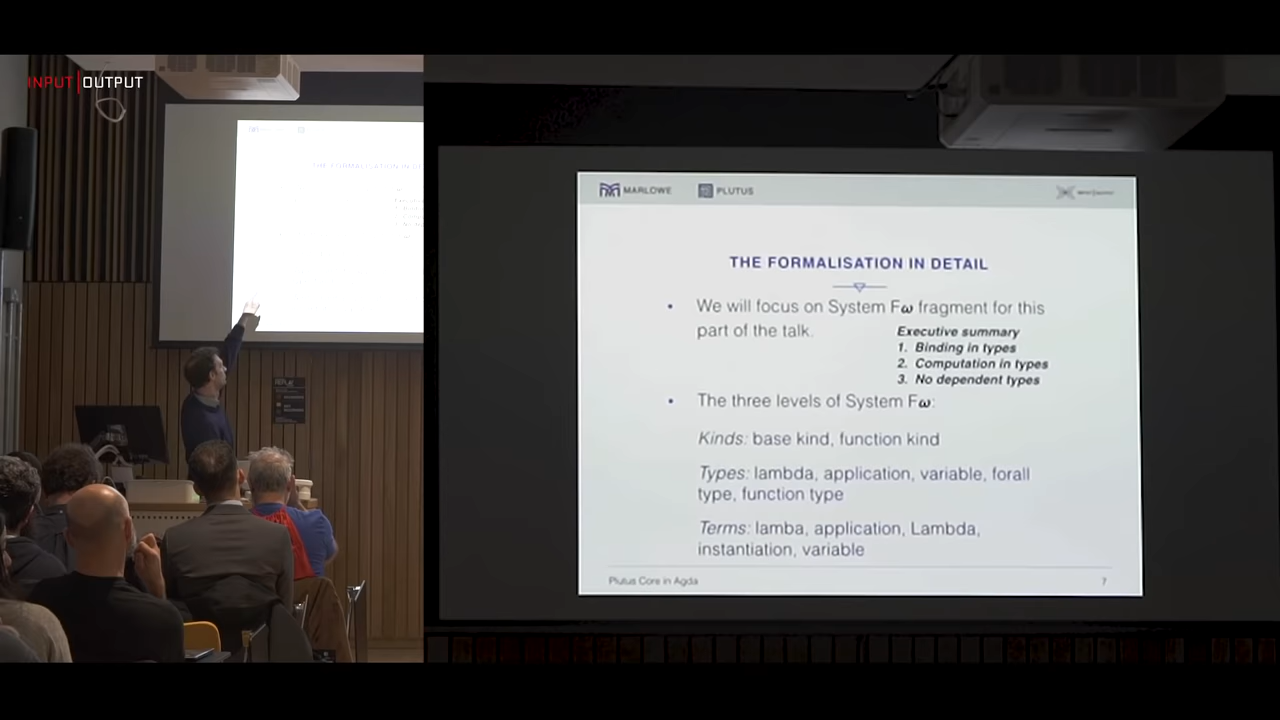 INPUT OUTPUT
MARLOWE PLUTUS
THE FORMALISATION IN DETAIL
• We will focus on System Fω fragment for this
part of the talk.
Executive summary
1. Binding in types
2. Computation in types
3. No dependent types
• The three levels of System Fω:
Kinds: base kind, function kind
Types: lambda, application, variable, forall
type, function type
Terms: lamba, application, Lambda,
instantiation, variable
Plutus Core in Agda
7